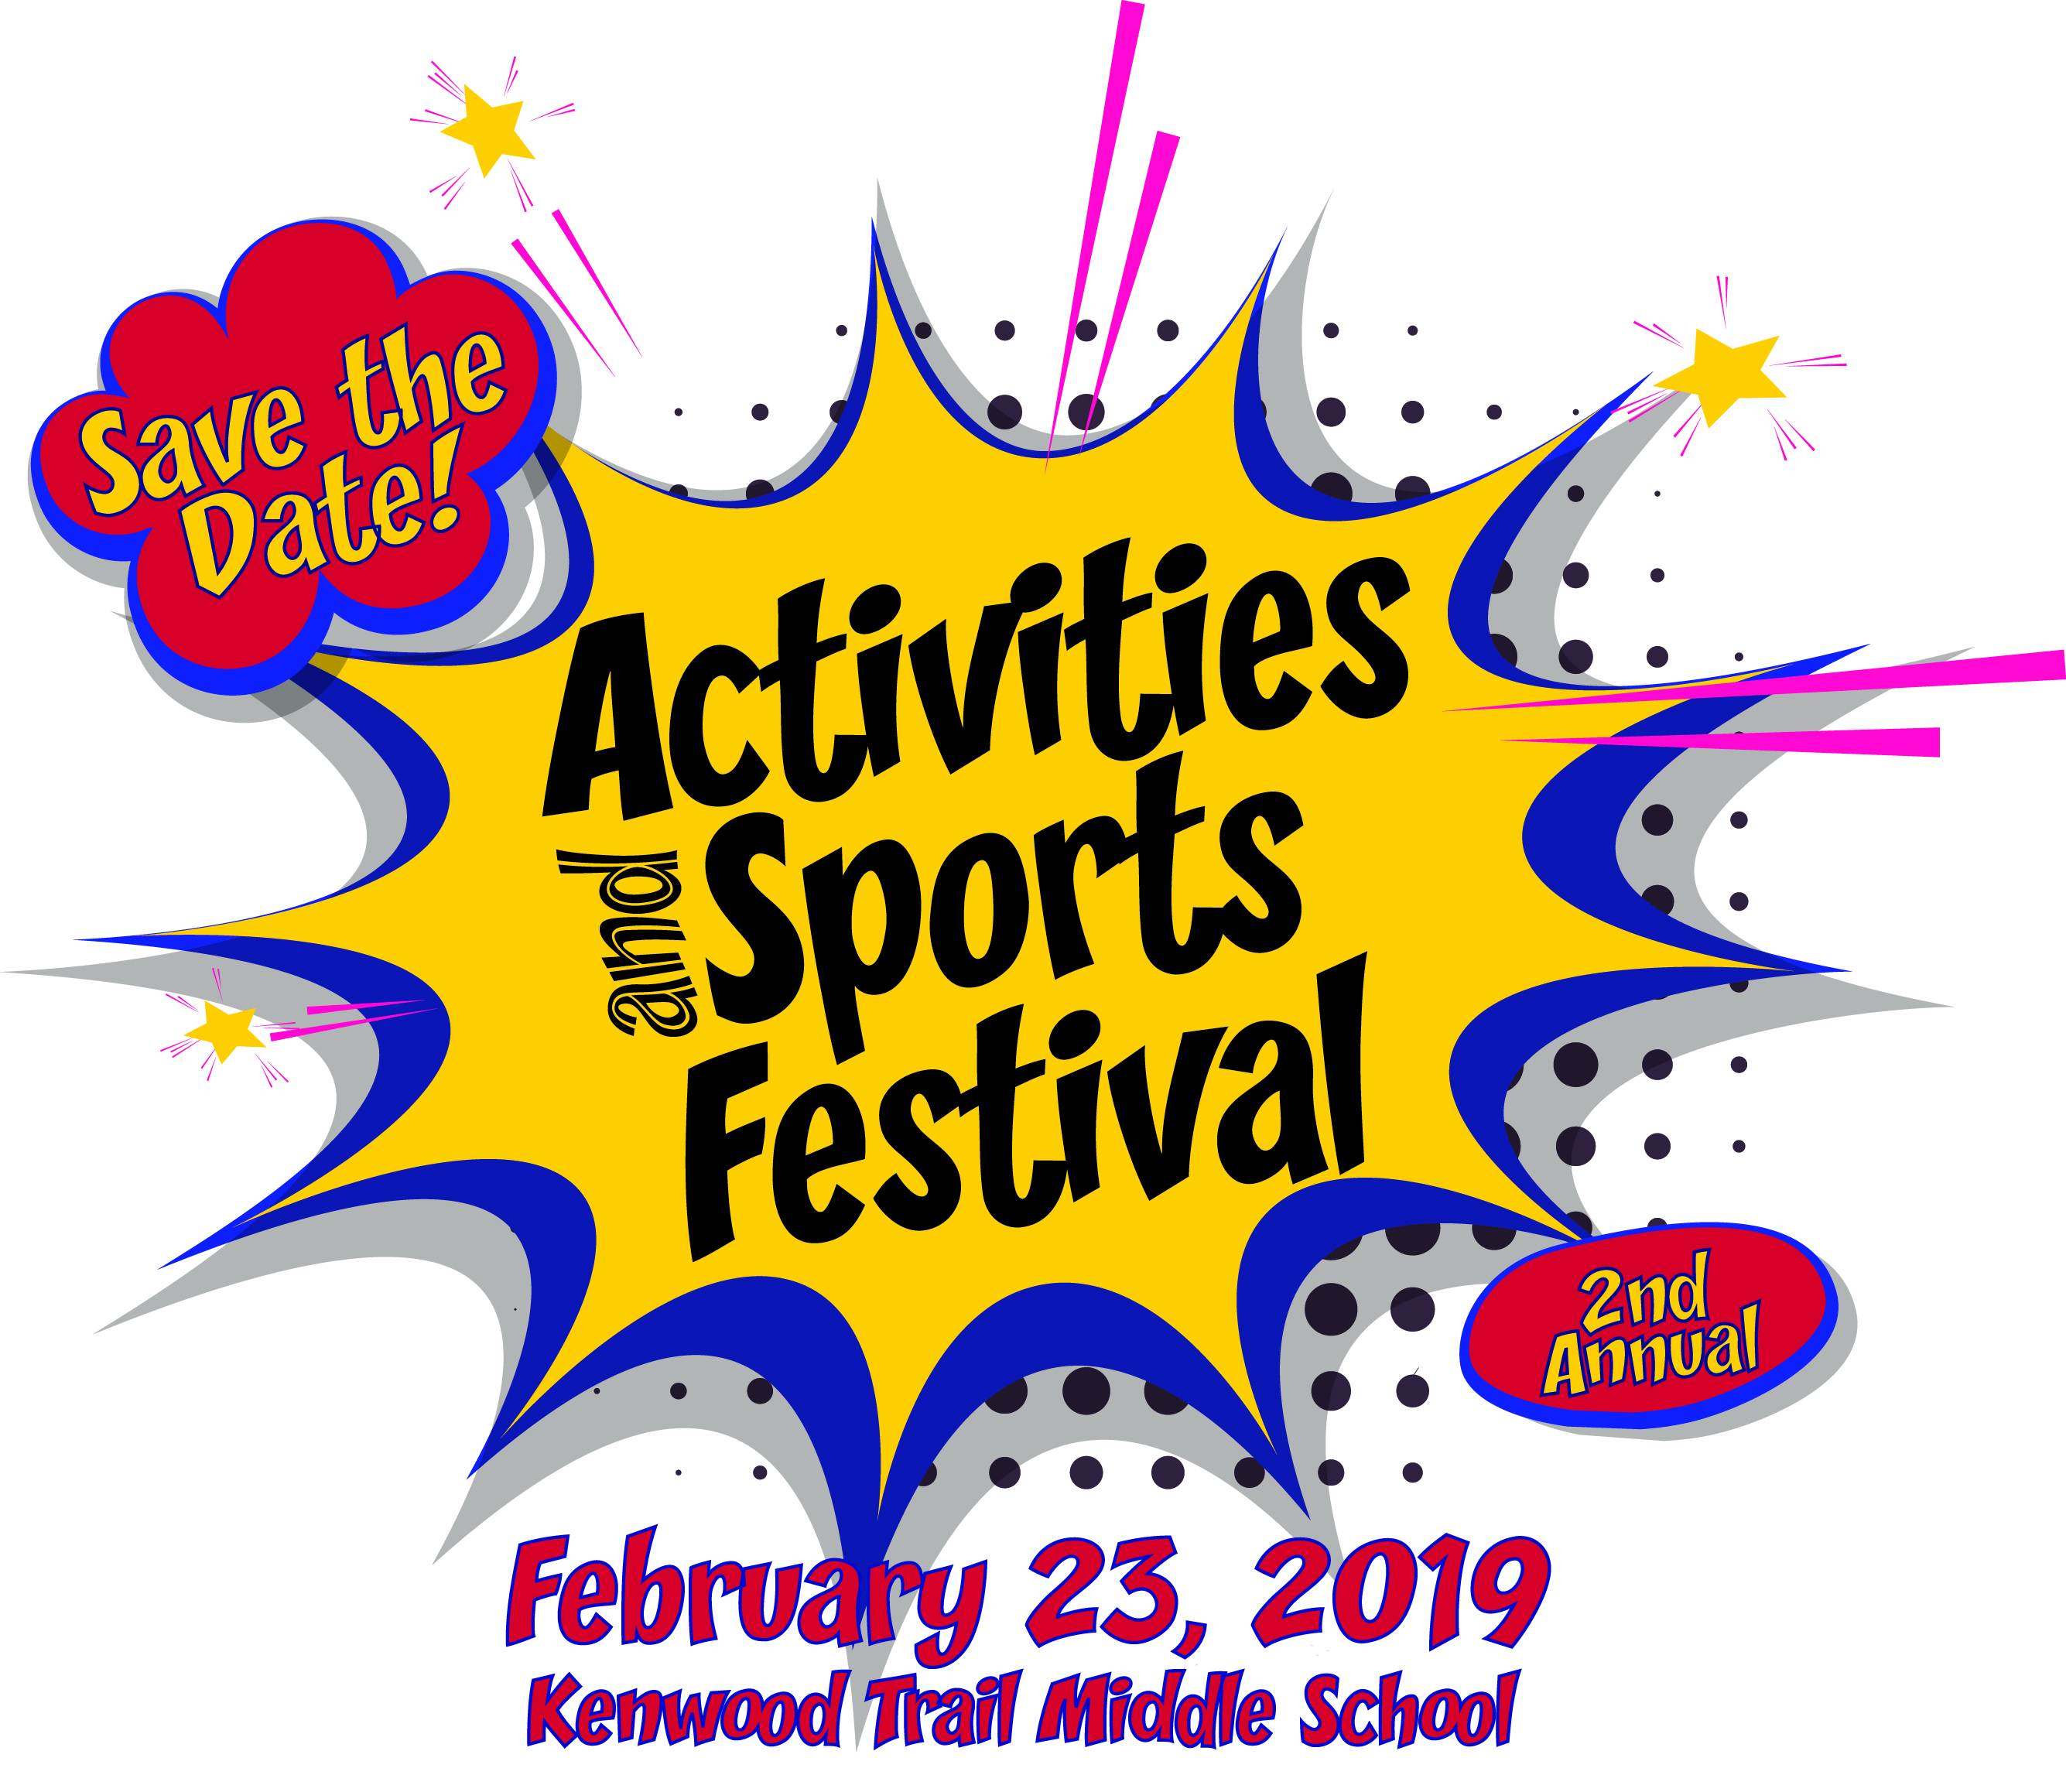 Save the
Date!
Activities
and
Sports
Festival
2nd
Annual
February 23, 2019
Kenwood Trail Middle School